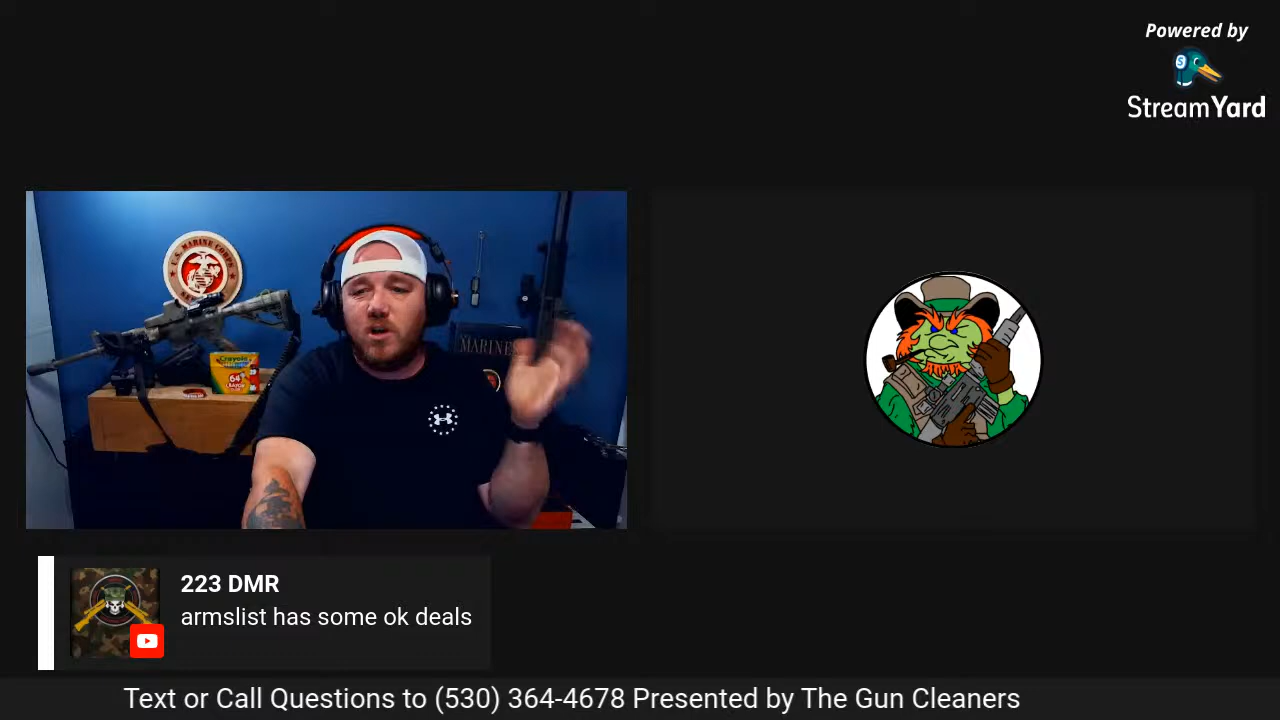 Powered by
StreamYard
U.S. MARINE CORPS
Crayola
64
MARINES
223 DMR
armslist has some ok deals
Text or Call Questions to (530) 364-4678 Presented by The Gun Cleaners